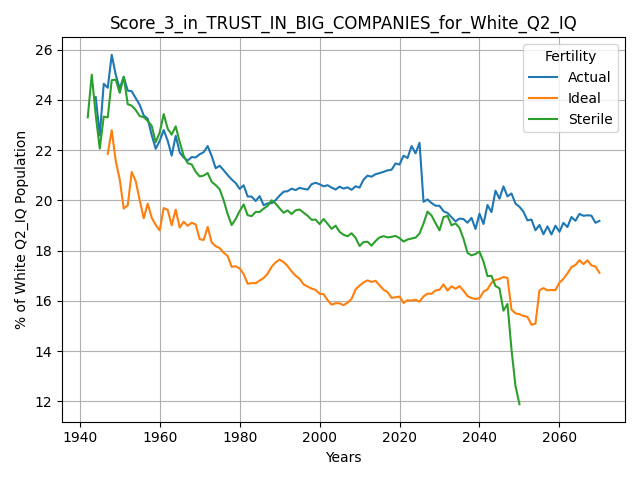 Score_3_in_TRUST_IN_BIG_COMPANIES_for_White_Q2_IQ
% of White Q2_IQ Population
26
24
22
20
18
16
14
12
Fertility
Actual
Ideal
Sterile
1940
1960
1980
2000
2020
2040
2060
Years